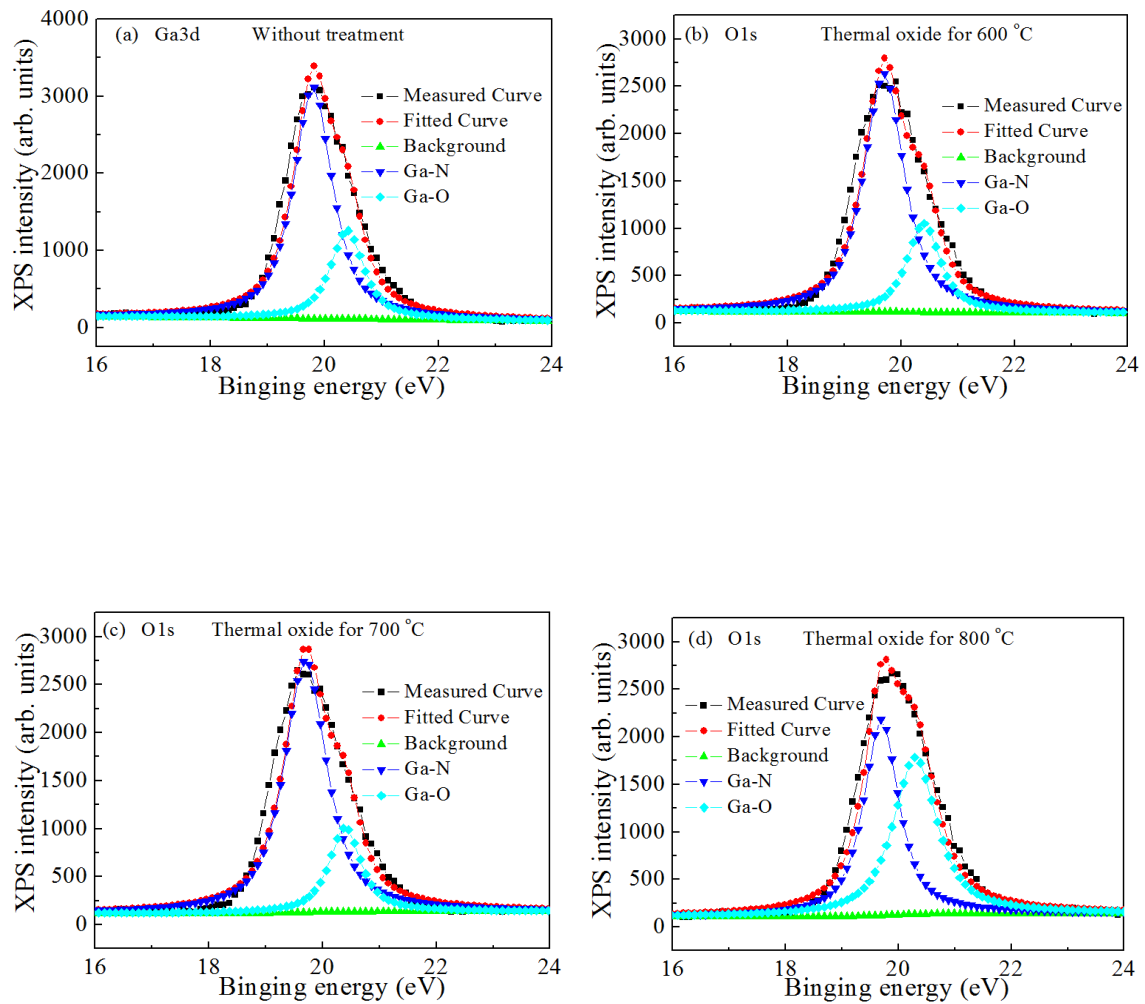 (a) Ga3d Without treatment
XPS intensity (arb. units)
4000
3000
2000
1000
0
Measured Curve
Fitted Curve
Background
Ga-N
Ga-O
16 18 20 22 24
Binging energy (eV)
(b) O1s Thermal oxide for 600 °C
XPS intensity (arb. units)
3000
2500
2000
1500
1000
500
0
Measured Curve
Fitted Curve
Background
Ga-N
Ga-O
16 18 20 22 24
Binging energy (eV)
(c) O1s Thermal oxide for 700 °C
XPS intensity (arb. units)
3000
2500
2000
1500
1000
500
0
Measured Curve
Fitted Curve
Background
Ga-N
Ga-O
16 18 20 22 24
Binging energy (eV)
(d) O1s Thermal oxide for 800 °C
XPS intensity (arb. units)
3000
2500
2000
1500
1000
500
0
Measured Curve
Fitted Curve
Background
Ga-N
Ga-O
16 18 20 22 24
Binging energy (eV)